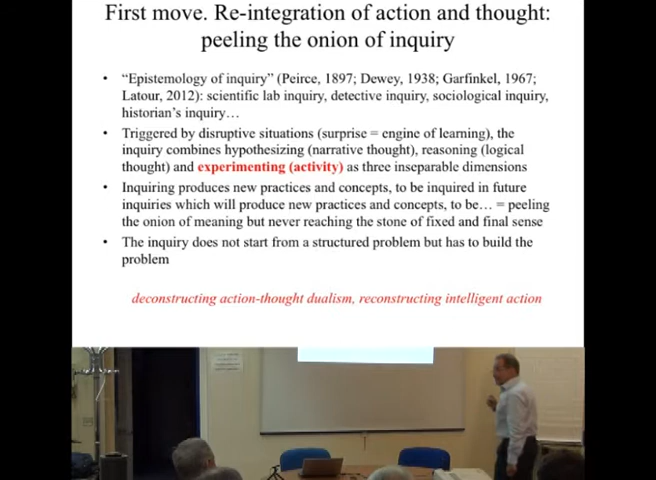 First move. Re-integration of action and thought:
peeling the onion of inquiry
• “Epistemology of inquiry” (Peirce, 1897; Dewey, 1938; Garfinkel, 1967;
Latour, 2012): scientific lab inquiry, detective inquiry, sociological inquiry,
historian’s inquiry…
• Triggered by disruptive situations (surprise = engine of learning), the
inquiry combines hypothesizing (narrative thought), reasoning (logical
thought) and experimenting (activity) as three inseparable dimensions
• Inquiring produces new practices and concepts, to be inquired in future
inquiries which will produce new practices and concepts, to be… = peeling
the onion of meaning but never reaching the stone of fixed and final sense
• The inquiry does not start from a structured problem but has to build the
problem
deconstructing action-thought dualism, reconstructing intelligent action